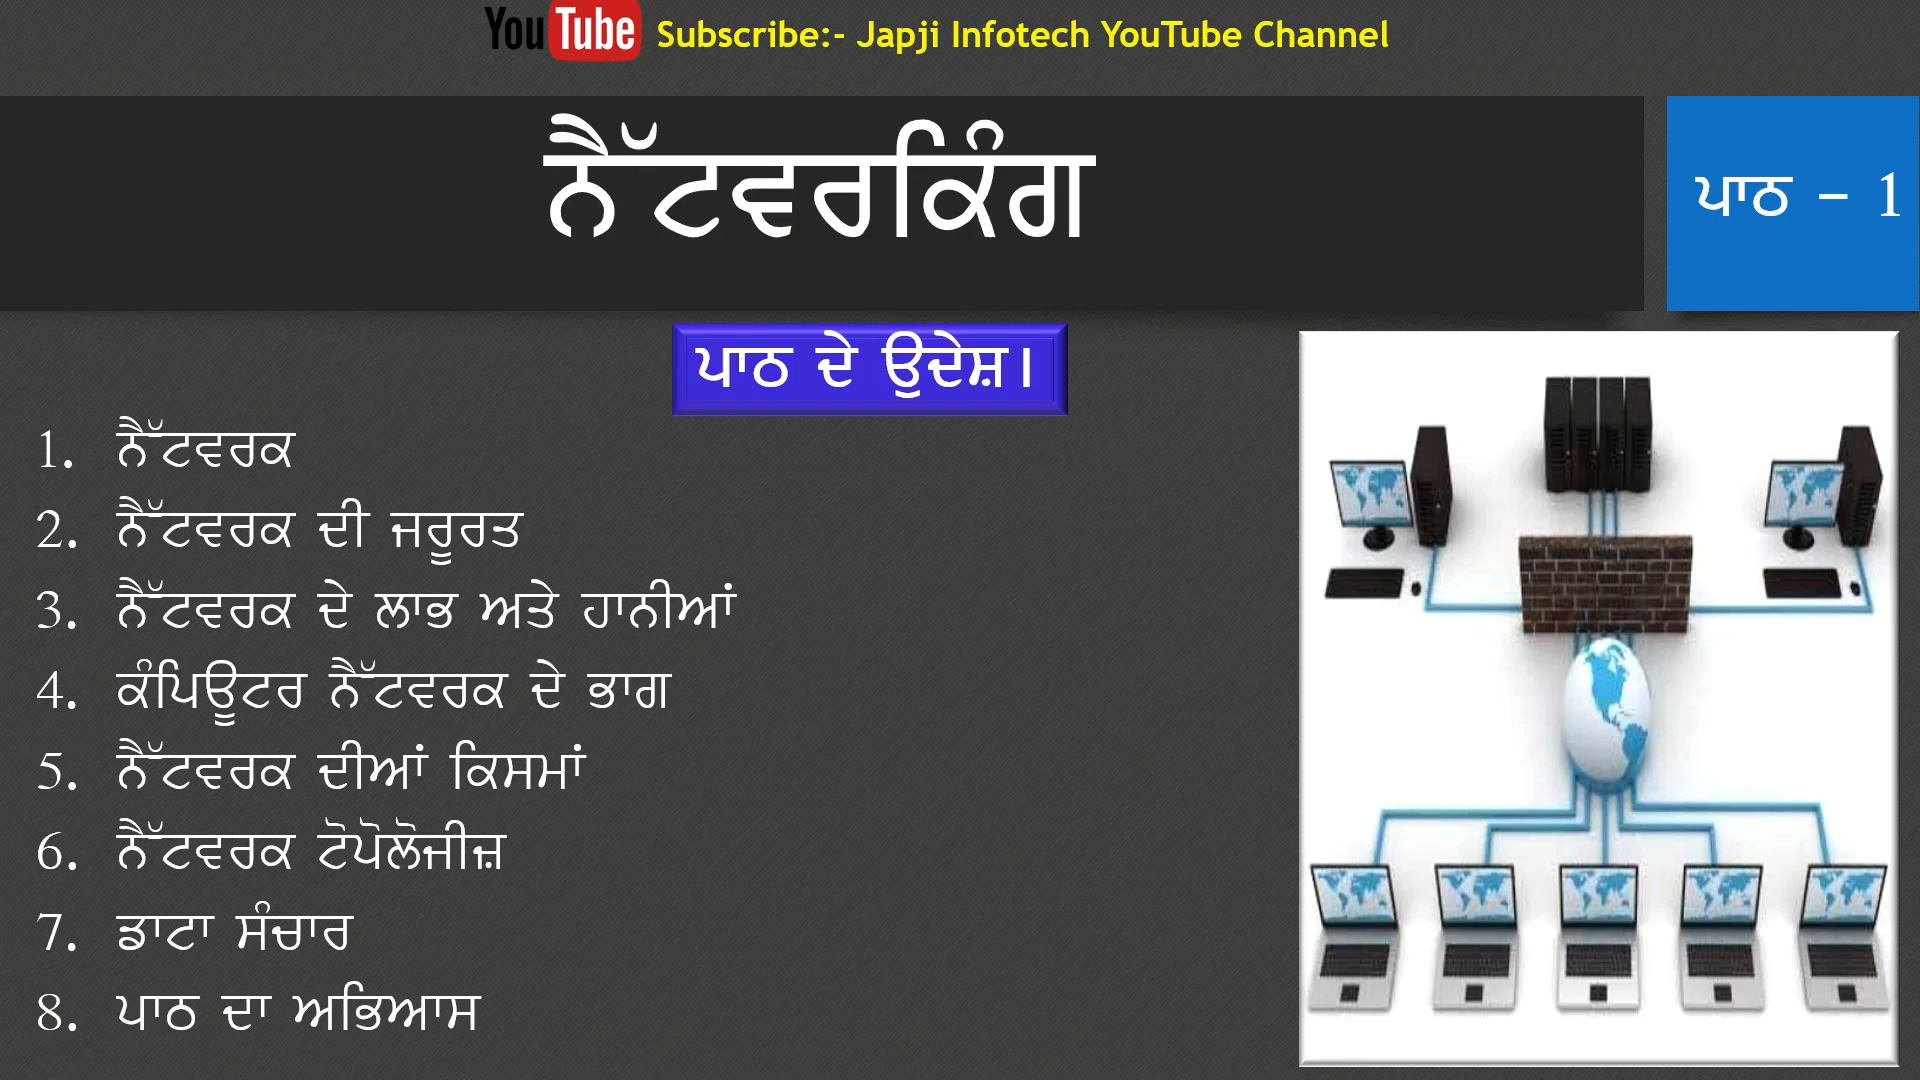 YouTube Subscribe:- Japji Infotech YouTube Channel
ਨੈੱਟਵਰਕਿੰਗ
ਪਾਠ - 1
ਪਾਠ ਦੇ ਉਦੇਸ਼।
1. ਨੈੱਟਵਰਕ
2. ਨੈੱਟਵਰਕ ਦੀ ਜਰੂਰਤ
3. ਨੈੱਟਵਰਕ ਦੇ ਲਾਭ ਅਤੇ ਹਾਨੀਆਂ
4. ਕੰਪਿਊਟਰ ਨੈੱਟਵਰਕ ਦੇ ਭਾਗ
5. ਨੈੱਟਵਰਕ ਦੀਆਂ ਕਿਸਮਾਂ
6. ਨੈੱਟਵਰਕ ਟੋਪੋਲੋਜੀਜ਼
7. ਡਾਟਾ ਸੰਚਾਰ
8. ਪਾਠ ਦਾ ਅਭਿਆਸ